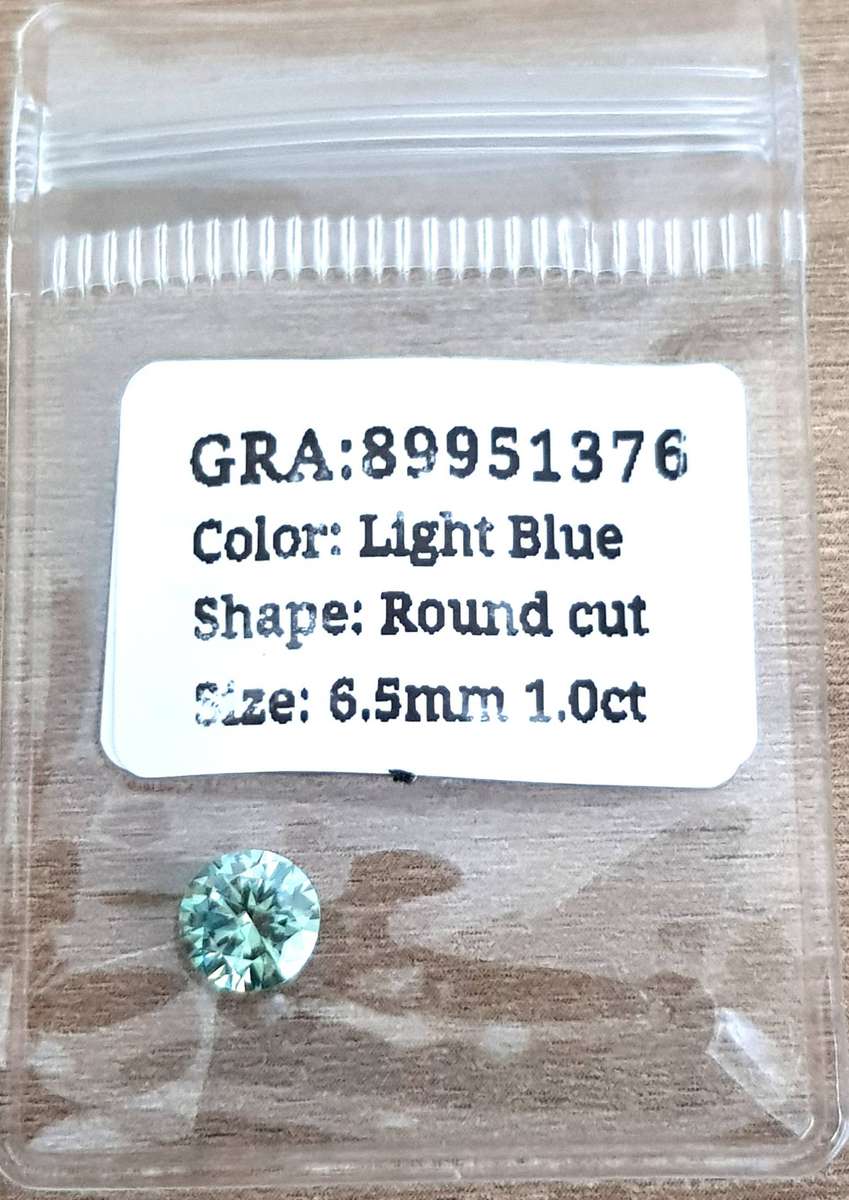 GRA:89951376
Color: Light Blue
Shape: Round cut
Size: 6.5mm 1.0ct